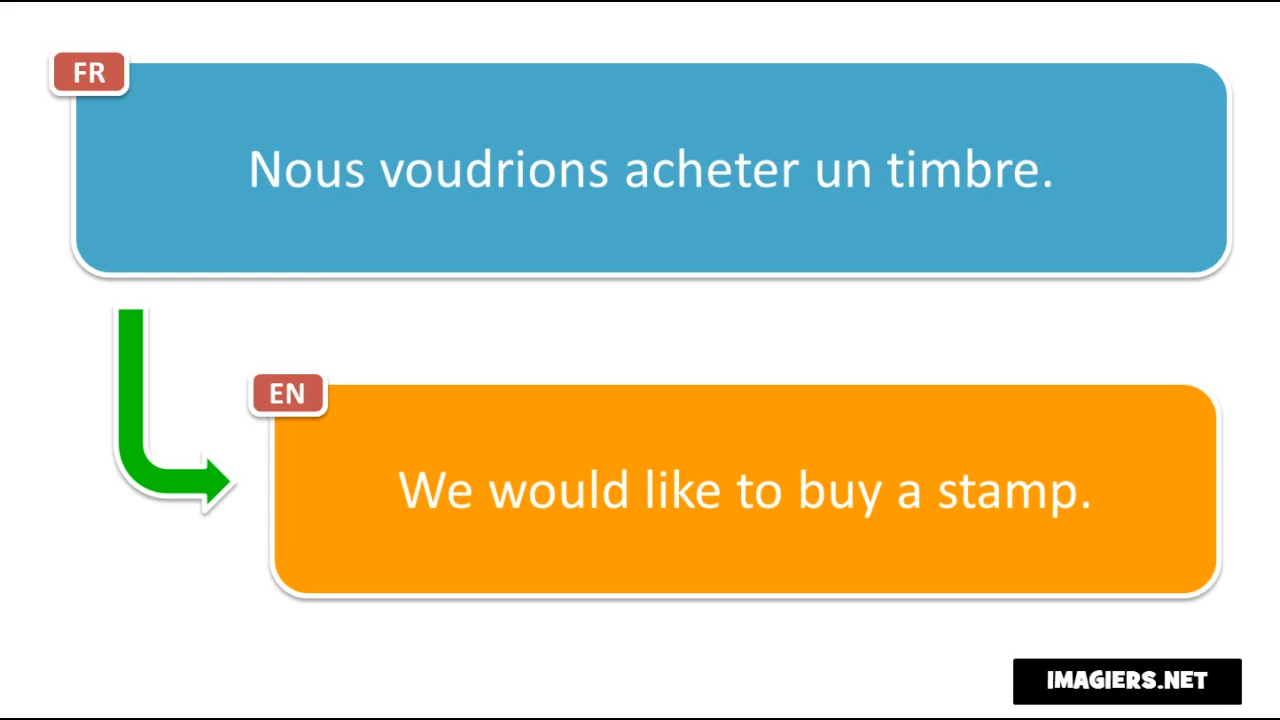 FR
Nous voudrions acheter un timbre.
EN
We would like to buy a stamp.
IMAGIERS.NET